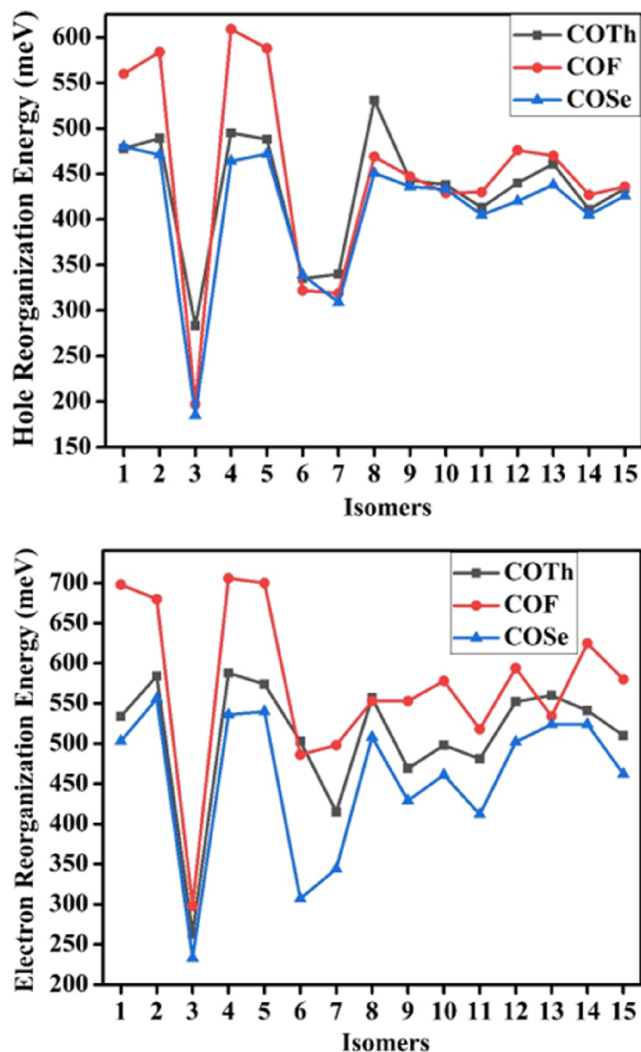 Hole Reorganization Energy (meV)
600
550
500
450
400
350
300
250
200
150
COTh
COF
COSe
1 2 3 4 5 6 7 8 9 10 11 12 13 14 15
Isomers
Electron Reorganization Energy (meV)
700
650
600
550
500
450
400
350
300
250
200
COTh
COF
COSe
1 2 3 4 5 6 7 8 9 10 11 12 13 14 15
Isomers